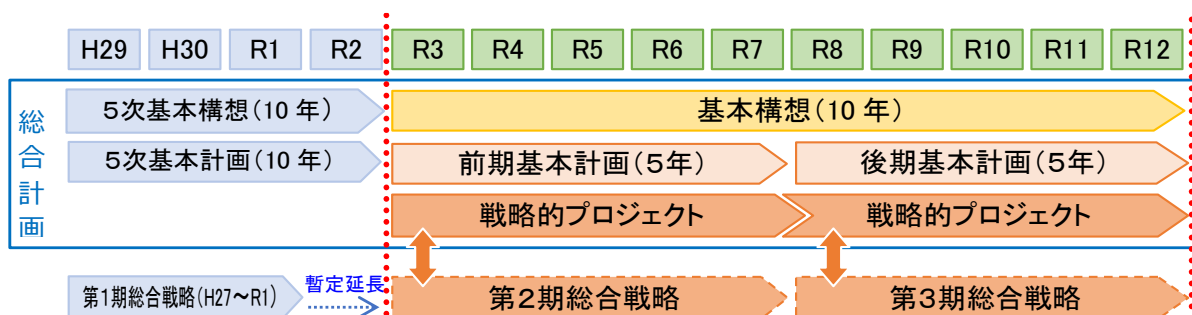 H29 H30 R1 R2 R3 R4 R5 R6 R7 R8 R9 R10 R11 R12
総合計画
5次基本構想(10年) 基本構想(10年)
5次基本計画(10年) 前期基本計画(5年) 後期基本計画(5年)
戦略的プロジェクト 戦略的プロジェクト
第1期総合戦略(H27～R1) 暫定延長 第2期総合戦略 第3期総合戦略